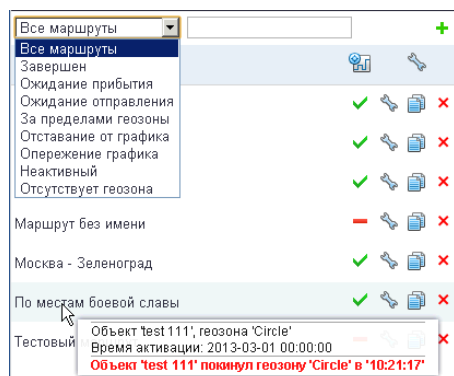 Все маршруты
Все маршруты
Завершен
Ожидание прибытия
Ожидание отправления
За пределами геозоны
Отставание от графика
Опережение графика
Неактивный
Отсутствует геозона
Маршрут без имени
Москва - Зеленоград
По местам боевой славы
Тестовый
Объект 'test 111', геозона 'Circle'
Время активации: 2013-03-01 00:00:00
Объект 'test 111' покинул геозону 'Circle' в '10:21:17'